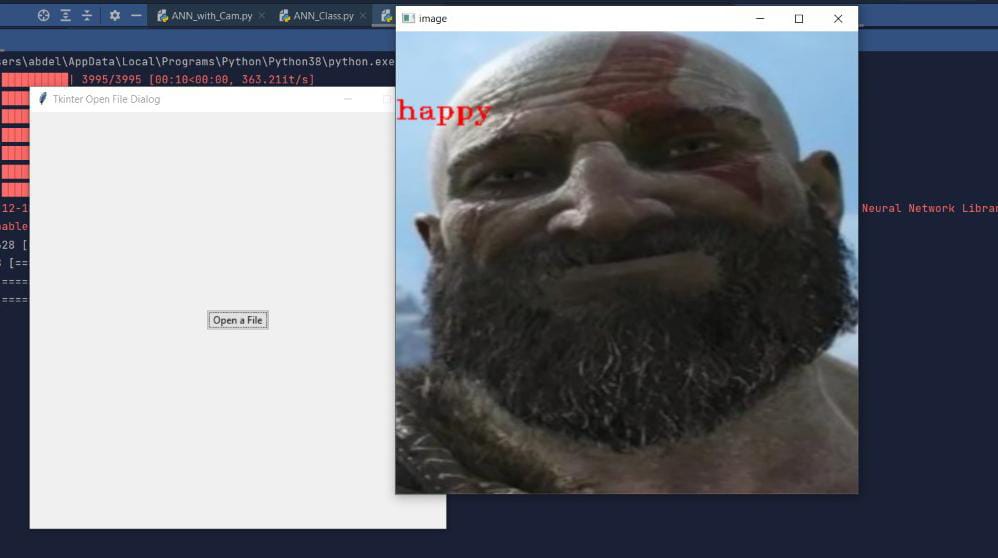 ANN_with_Cam.py ANN_Class.py
ers\abdel\AppData\Local\Programs\Python\Python38\python.exe
| 3995/3995 [00:10<00:00, 363.21it/s]
Tkinter Open File Dialog
image
happy
12-1
Neural Network Librar
nable
28 [
[==
====
====
Open a File